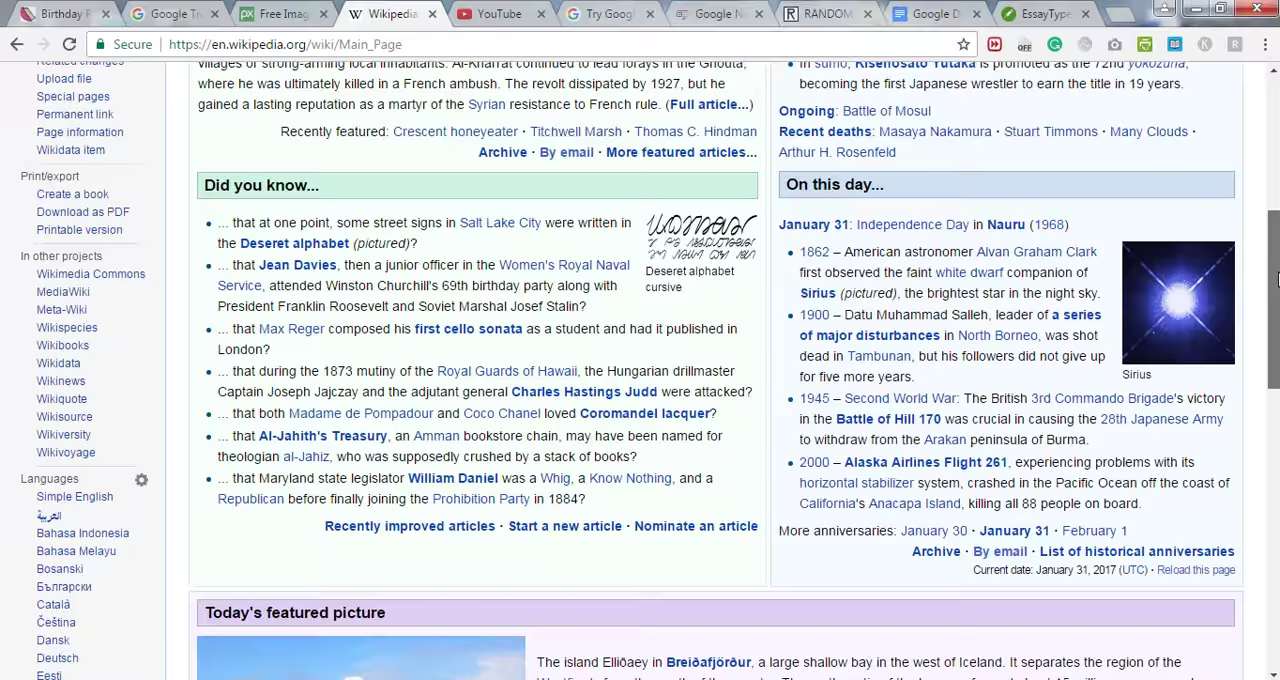 Birthday P
Google Tr
Free Imag
Wikipedia
YouTube
Try Googl
Google N
RANDOM
Google D
EssayType
Secure
https://en.wikipedia.org/wiki/Main_Page
Related changes
Upload file
Special pages
Permanent link
Page information
Wikidata item
Print/export
Create a book
Download as PDF
Printable version
In other projects
Wikimedia Commons
MediaWiki
Meta-Wiki
Wikispecies
Wikibooks
Wikidata
Wikinews
Wikiquote
Wikisource
Wikiversity
Wikivoyage
Languages
Simple English
العربية
Bahasa Indonesia
Bahasa Melayu
Bosanski
Български
Català
Čeština
Dansk
Deutsch
Eesti
villages or strong-arming local inhabitants. Al-Kharrat continued to lead forays in the Ghouta,
where he was ultimately killed in a French ambush. The revolt dissipated by 1927, but he
gained a lasting reputation as a martyr of the Syrian resistance to French rule. (Full article...)
Recently featured: Crescent honeyeater · Titchwell Marsh · Thomas C. Hindman
Archive · By email · More featured articles...
Did you know...
... that at one point, some street signs in Salt Lake City were written in
the Deseret alphabet (pictured)?
Deseret alphabet
cursive
... that Jean Davies, then a junior officer in the Women's Royal Naval
Service, attended Winston Churchill's 69th birthday party along with
President Franklin Roosevelt and Soviet Marshal Josef Stalin?
... that Max Reger composed his first cello sonata as a student and had it published in
London?
... that during the 1873 mutiny of the Royal Guards of Hawaii, the Hungarian drillmaster
Captain Joseph Jajczay and the adjutant general Charles Hastings Judd were attacked?
... that both Madame de Pompadour and Coco Chanel loved Coromandel lacquer?
... that Al-Jahith's Treasury, an Amman bookstore chain, may have been named for
theologian al-Jahiz, who was supposedly crushed by a stack of books?
... that Maryland state legislator William Daniel was a Whig, a Know Nothing, and a
Republican before finally joining the Prohibition Party in 1884?
Recently improved articles · Start a new article · Nominate an article
In sumo, Kisenosato Yutaka is promoted as the 72nd yokozuna,
becoming the first Japanese wrestler to earn the title in 19 years.
Ongoing: Battle of Mosul
Recent deaths: Masaya Nakamura · Stuart Timmons · Many Clouds ·
Arthur H. Rosenfeld
On this day...
January 31: Independence Day in Nauru (1968)
1862 – American astronomer Alvan Graham Clark
first observed the faint white dwarf companion of
Sirius (pictured), the brightest star in the night sky.
1900 – Datu Muhammad Salleh, leader of a series
of major disturbances in North Borneo, was shot
dead in Tambunan, but his followers did not give up
for five more years.
Sirius
1945 – Second World War: The British 3rd Commando Brigade's victory
in the Battle of Hill 170 was crucial in causing the 28th Japanese Army
to withdraw from the Arakan peninsula of Burma.
2000 – Alaska Airlines Flight 261, experiencing problems with its
horizontal stabilizer system, crashed in the Pacific Ocean off the coast of
California's Anacapa Island, killing all 88 people on board.
More anniversaries: January 30 · January 31 · February 1
Archive · By email · List of historical anniversaries
Current date: January 31, 2017 (UTC) · Reload this page
Today's featured picture
The island Elliðaey in Breiðafjörður, a large shallow bay in the west of Iceland. It separates the region of the